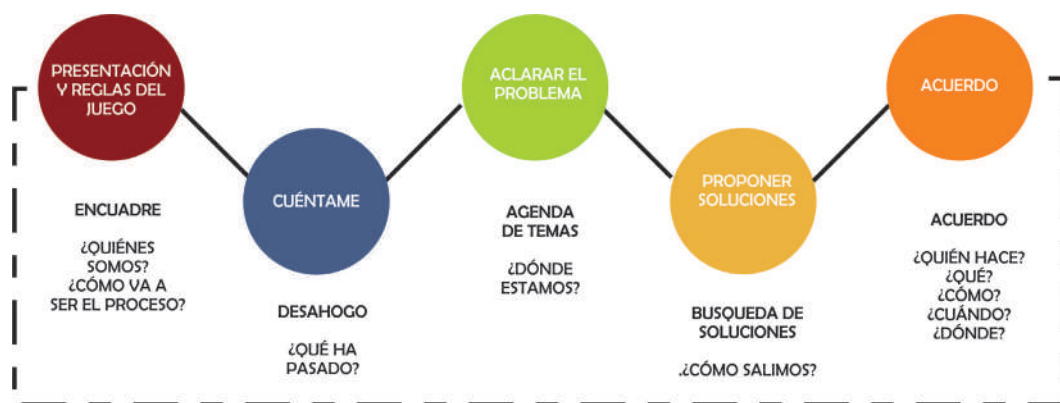 PRESENTACIÓN
Y REGLAS DEL
JUEGO
ENCUADRE
¿QUIÉNES
SOMOS?
¿CÓMO VA A
SER EL PROCESO?
CUÉNTAME
DESAHOGO
¿QUÉ HA
PASADO?
ACLARAR EL
PROBLEMA
AGENDA
DE TEMAS
¿DÓNDE
ESTAMOS?
PROPONER
SOLUCIONES
BUSQUEDA DE
SOLUCIONES
.¿CÓMO SALIMOS?
ACUERDO
ACUERDO
¿QUIÉN HACE?
¿QUÉ?
¿CÓMO?
¿CUÁNDO?
¿DÓNDE?